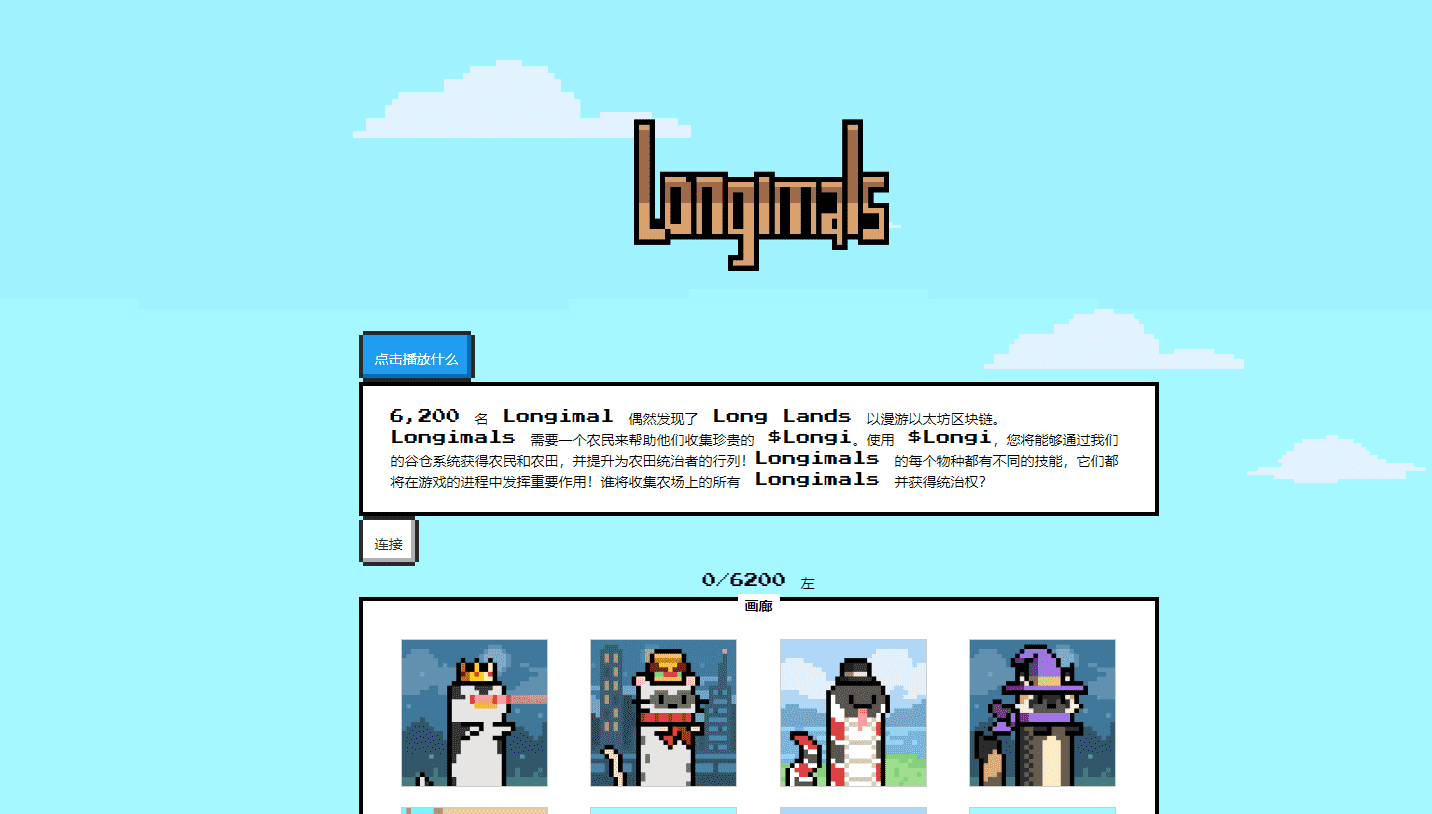 Longimals
点击播放什么
6,200 名 Longimal 偶然发现了 Long Lands 以漫游以太坊区块链。
Longimals 需要一个农民来帮助他们收集珍贵的 $Longi。使用 $Longi，您将能够通过我们
的谷仓系统获得农民和农田，并提升为农田统治者的行列！Longimals 的每个物种都有不同的技能，它们都
将在游戏的进程中发挥重要作用！谁将收集农场上的所有 Longimals 并获得统治权？
连接
0/6200 左
画廊